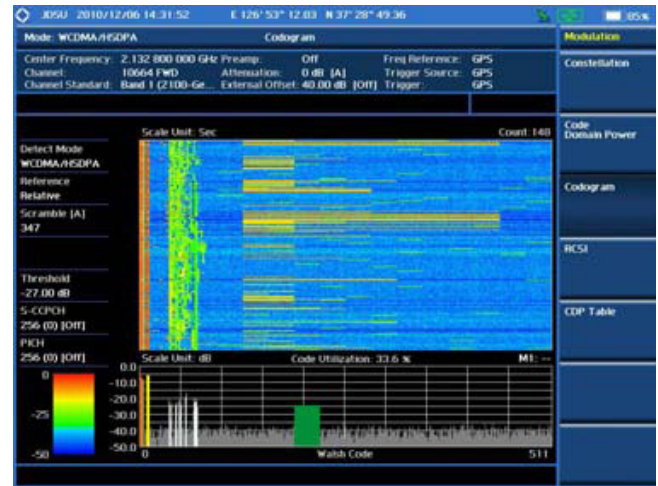 JDSU 2010/12/06 14:31:52 E 126° 53" 12.03 N 37° 28" 49.36 85%
Mode: WCDMA/HSDPA Codogram Modulation
Center Frequency: 2.132 800 000 GHz Preamp: Off Freq Reference: GPS
Channel: 10664 FWD Attenuation: 0 dB [A] Trigger Source: GPS
Channel Standard: Band 1 (2100-Ge... External Offset: 40.00 dB [Off] Trigger: GPS
Constellation
Code
Domain Power
Codogram
RCSI
CDP Table
Scale Unit: Sec Count: 148
Detect Mode
WCDMA/HSDPA
Reference
Relative
Scramble [A]
347
Threshold
-27.00 dB
S-CCPCH
256 (0) [Off]
PICH
256 (0) [Off]
Scale Unit: dB Code Utilization: 33.6 % M1: --
0
-25
-50
0.0
-10.0
-20.0
-30.0
-40.0
-50.0
0 Walsh Code 511